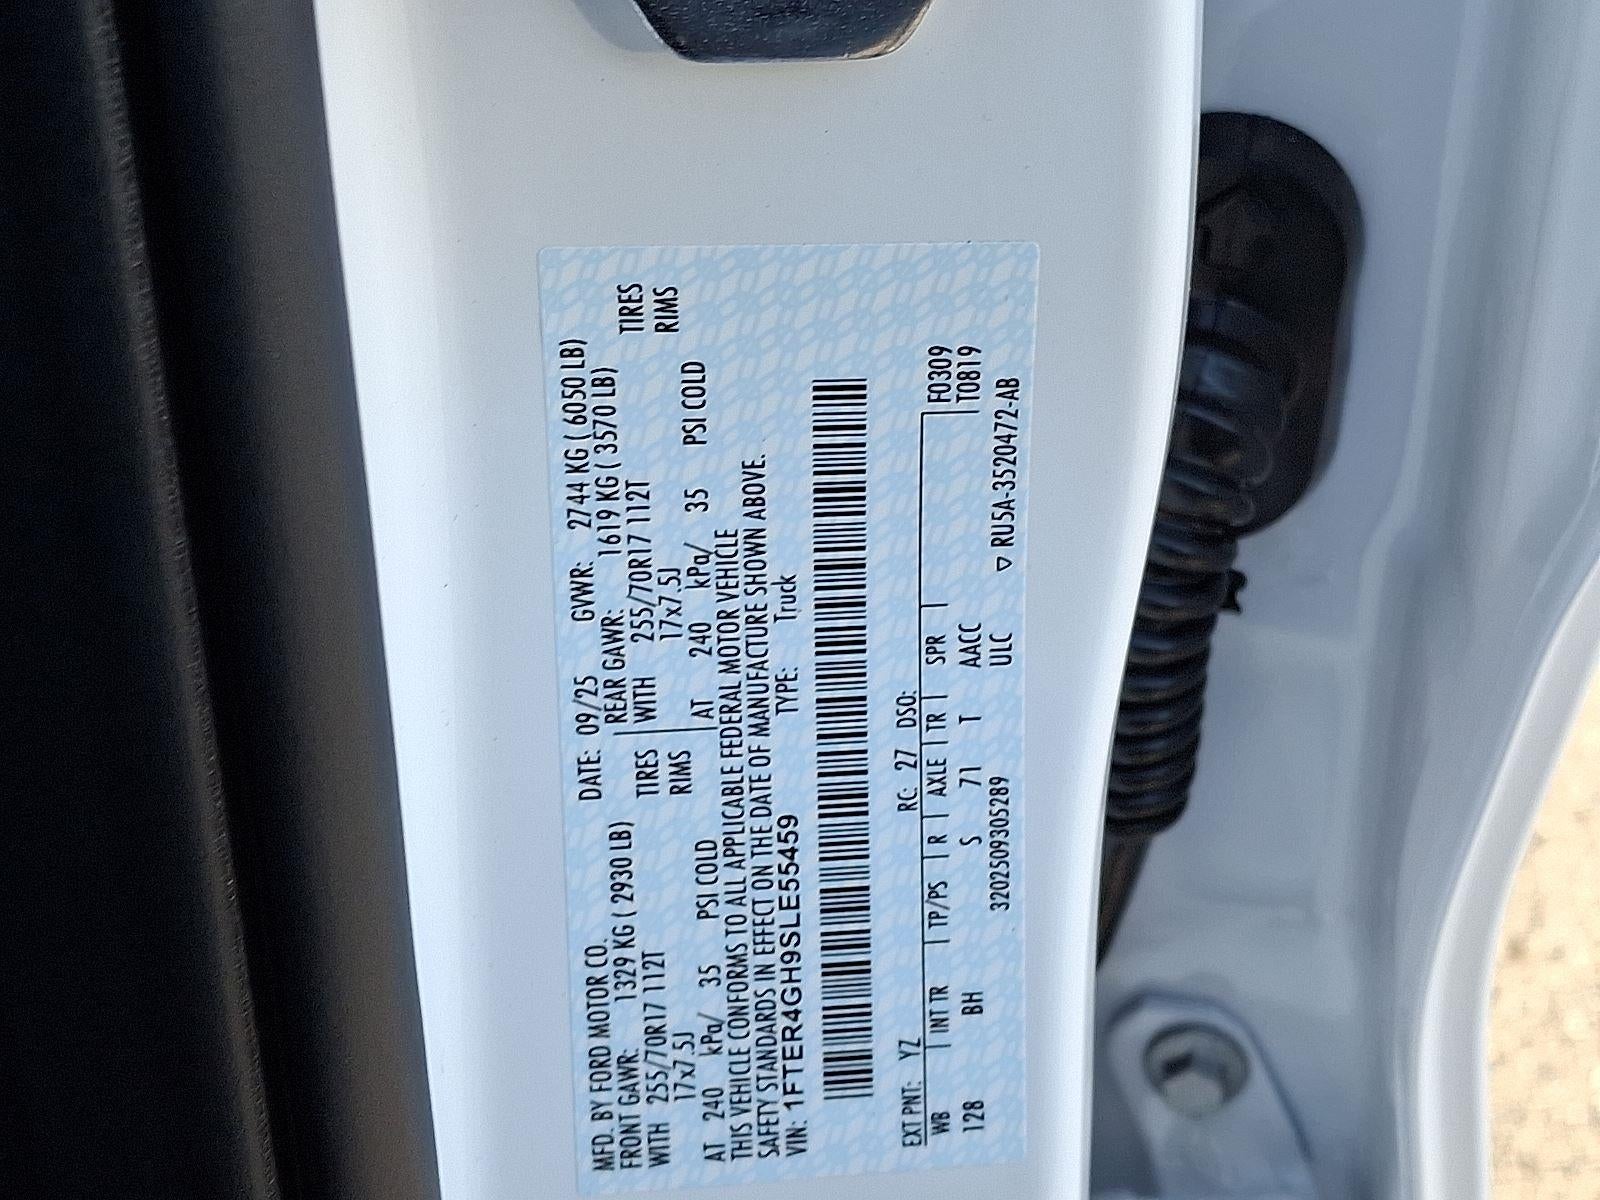 MFD. BY FORD MOTOR CO. DATE: 09/25 GVWR: 2744 KG ( 6050 LB)
FRONT GAWR: 1329 KG ( 2930 LB) REAR GAWR: 1619 KG ( 3570 LB)
WITH 255/70R17 112T TIRES WITH 255/70R17 112T TIRES
17x7.5J RIMS 17x7.5J RIMS
AT 240 kPa/ 35 PSI COLD AT 240 kPa/ 35 PSI COLD
THIS VEHICLE CONFORMS TO ALL APPLICABLE FEDERAL MOTOR VEHICLE
SAFETY STANDARDS IN EFFECT ON THE DATE OF MANUFACTURE SHOWN ABOVE.
VIN: 1FTER4GH9SLE55459 TYPE: Truck
EXT PNT: YZ RC: 27 DSO:
WB INT TR TP/PS R AXLE TR SPR F0309
128 BH S 71 T AACC T0819
320250930528​9 ULC ▽ RU5A-3520472-AB